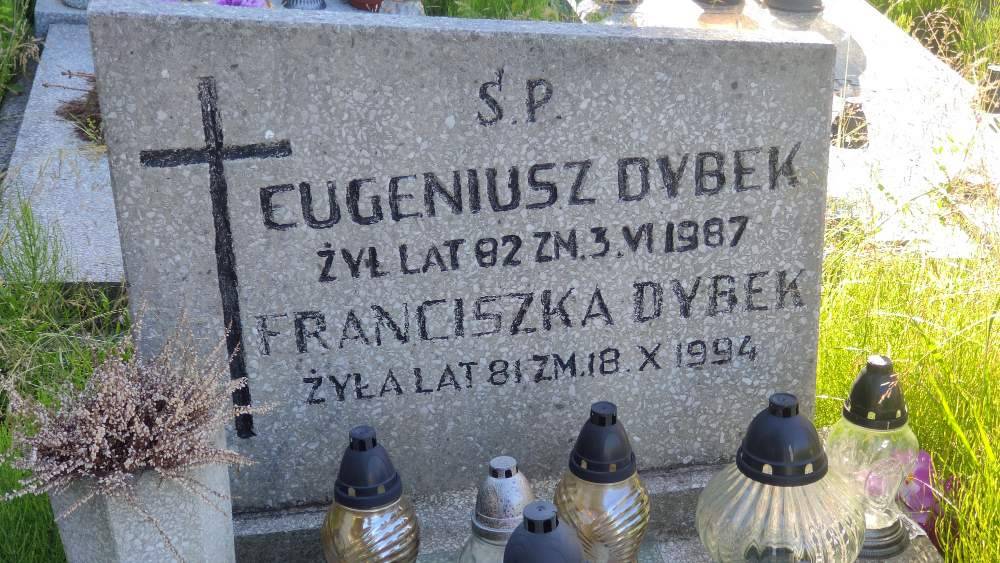 Ś.P.
EUGENIUSZ DYBEK
ŻYŁ LAT 82 ZM. 3. VI 1987
FRANCISZKA DYBEK
ŻYŁA LAT 81 ZM. 18. X 1994